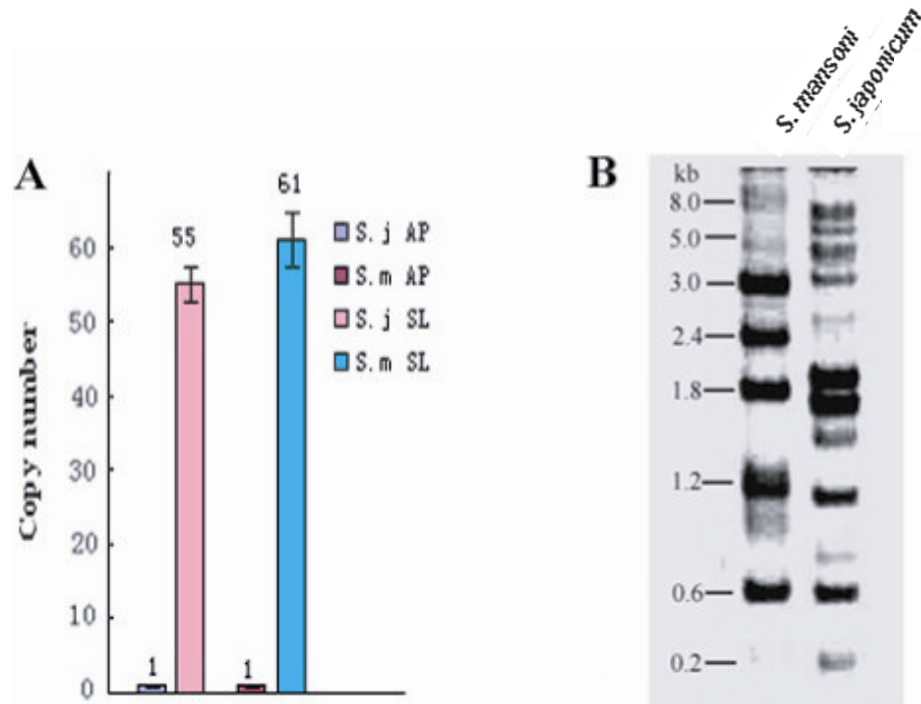 A
61
55
60
50
40
30
20
10
0
1
1
Copy number
S.j AP
S.m AP
S.j SL
S.m SL
B
S. mansoni
S. japonicum
kb
8.0
5.0
3.0
2.4
1.8
1.2
0.6
0.2